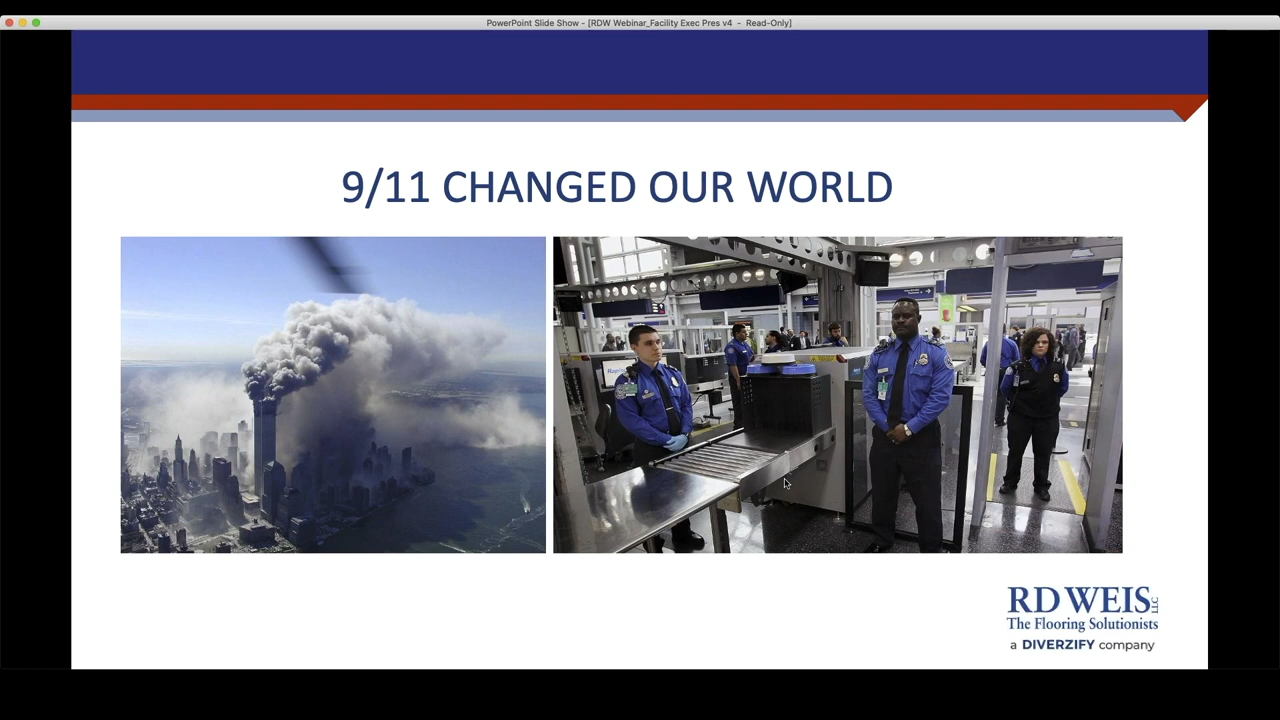 PowerPoint Slide Show - [RDW Webinar_Facility Exec Pres v4 - Read-Only]
9/11 CHANGED OUR WORLD
RD WEIS LLC
The Flooring Solutionists
a DIVERZIFY company